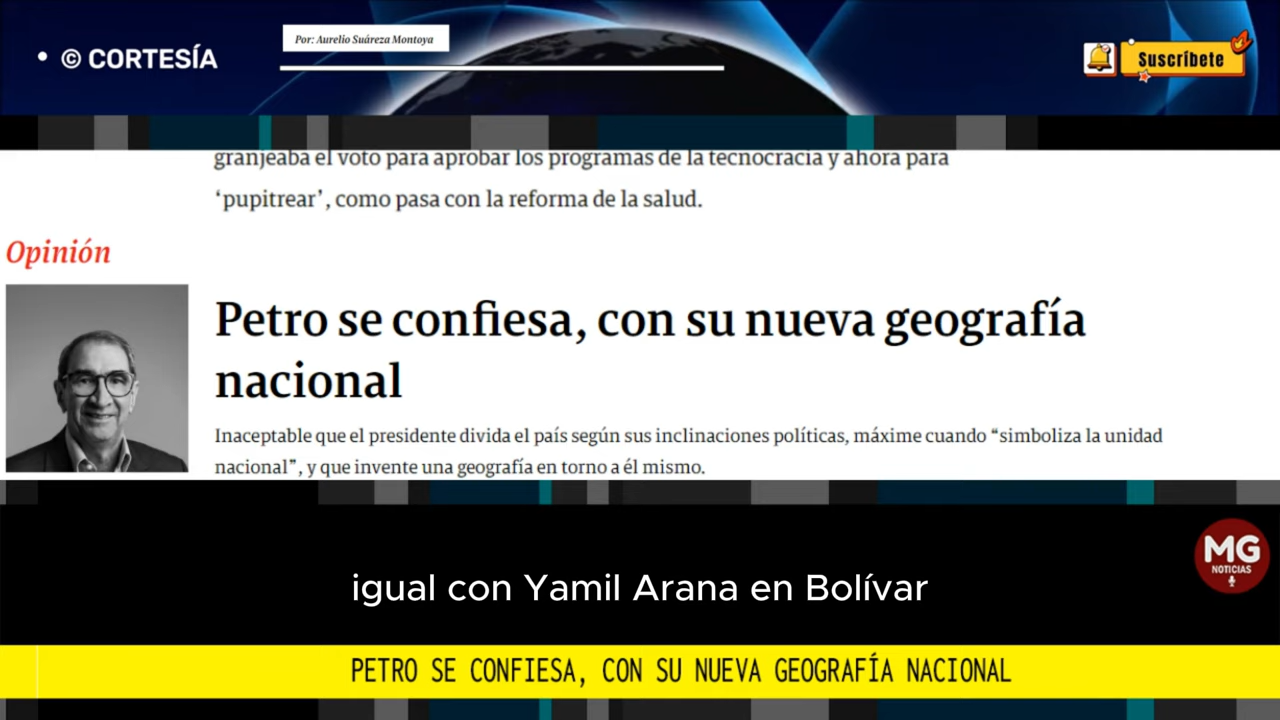 • © CORTESÍA
Por: Aurelio Suáreza Montoya
Suscríbete
granjeaba el voto para aprobar los programas de la tecnocracia y ahora para
‘pupitrear’, como pasa con la reforma de la salud.
Opinión
Petro se confiesa, con su nueva geografía
nacional
Inaceptable que el presidente divida el país según sus inclinaciones políticas, máxime cuando “simboliza la unidad
nacional”, y que invente una geografía en torno a él mismo.
MG
NOTICIAS
igual con Yamil Arana en Bolívar
PETRO SE CONFIESA, CON SU NUEVA GEOGRAFÍA NACIONAL